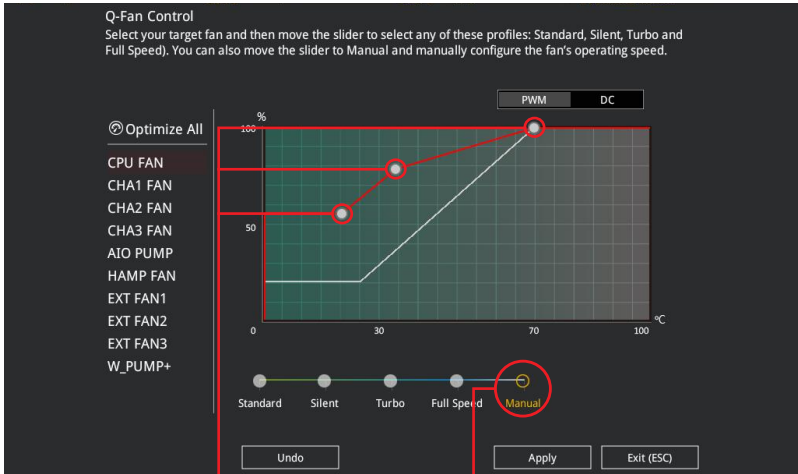 Q-Fan Control
Select your target fan and then move the slider to select any of these profiles: Standard, Silent, Turbo and
Full Speed). You can also move the slider to Manual and manually configure the fan's operating speed.
PWM DC
%
Optimize All
100
CPU FAN
CHA1 FAN
CHA2 FAN
50
CHA3 FAN
AIO PUMP
HAMP FAN
EXT FAN1
EXT FAN2
°C
0 30 70 100
EXT FAN3
W_PUMP+
Standard Silent Turbo Full Speed Manual
Undo Apply Exit (ESC)